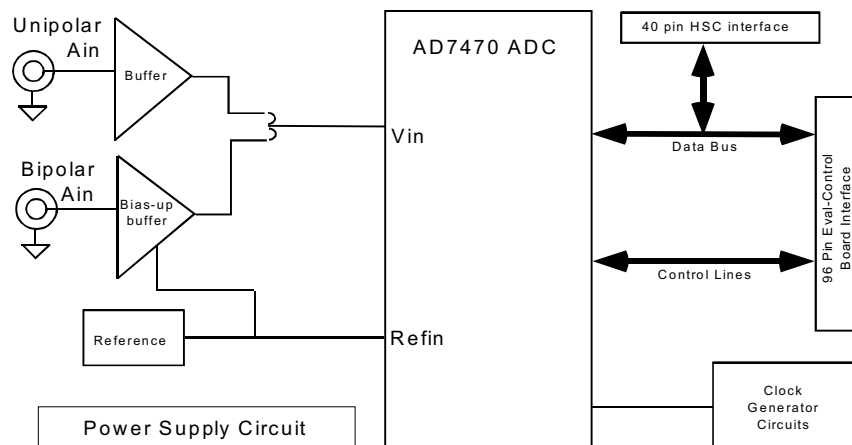 Unipolar
Ain
Buffer
Bipolar
Ain
Bias-up
buffer
Reference
Power Supply Circuit
AD7470 ADC
Vin
Refin
40 pin HSC interface
Data Bus
Control Lines
96 Pin Eval-Control
Board Interface
Clock
Generator
Circuits